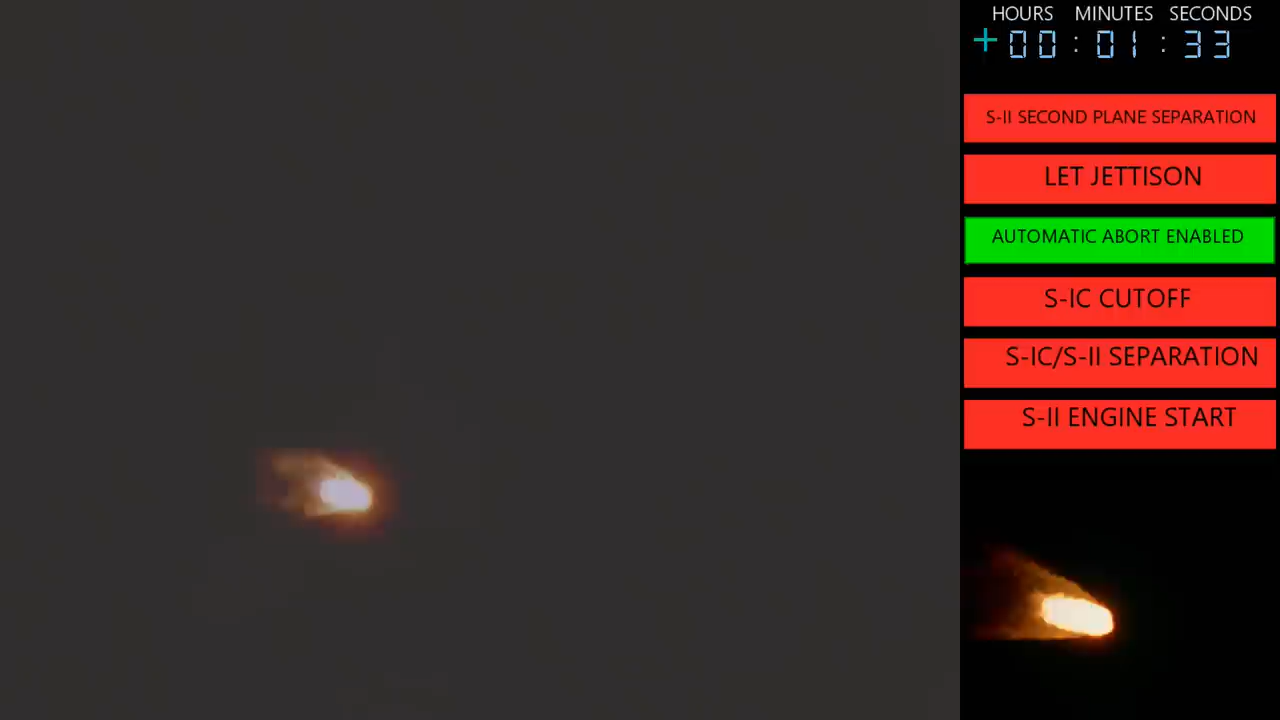 HOURS MINUTES SECONDS
+ 00 : 01 : 33
S-II SECOND PLANE SEPARATION
LET JETTISON
AUTOMATIC ABORT ENABLED
S-IC CUTOFF
S-IC/S-II SEPARATION
S-II ENGINE START